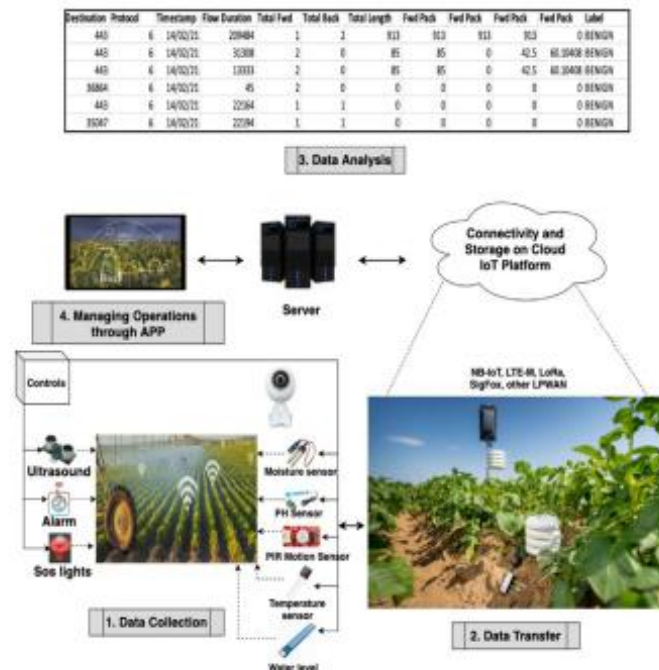 Destination Protocol Timestamp Flow Duration Total Fwd Total Back Total Length Fwd Pack Fwd Pack Fwd Pack Fwd Pack Label
443 6 14/02/21 209484 1 2 913 913 913 913 0 BENIGN
443 6 14/02/21 31308 2 0 85 85 0 42.5 60.10408 BENIGN
443 6 14/02/21 13333 2 0 85 85 0 42.5 60.10408 BENIGN
6 14/02/21 45 2 0 0 0 0 0 0 BENIGN
443 6 14/02/21 22164 1 1 0 0 0 0 0 BENIGN
6 14/02/21 22194 1 1 0 0 0 0 0 BENIGN
3. Data Analysis
Connectivity and
Storage on Cloud
IoT Platform
Server
4. Managing Operations
through APP
NB-IoT, LTE-M, LoRa,
SigFox, other LPWAN
Controls
Ultrasound
Alarm
Sos lights
Moisture sensor
PH Sensor
PIR Motion Sensor
Temperature
sensor
Water level
1. Data Collection
2. Data Transfer